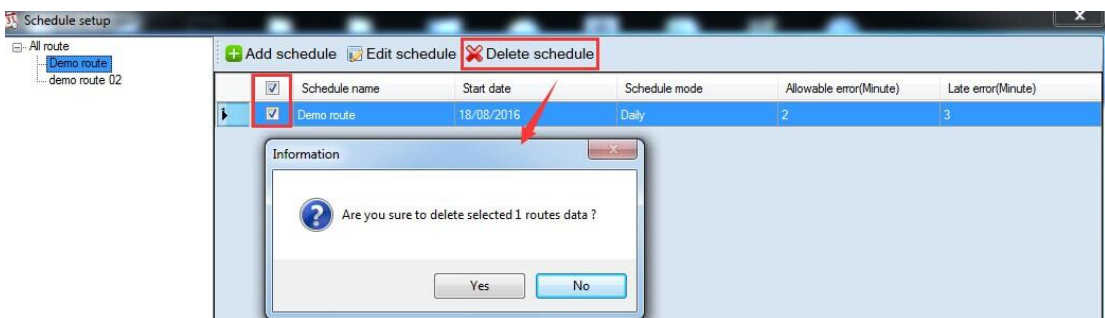 Schedule setup
X
All route
Demo route
demo route 02
Add schedule Edit schedule Delete schedule
Schedule name Start date Schedule mode Allowable error(Minute) Late error(Minute)
1 Demo route 18/08/2016 Daily 2 3
Information
Are you sure to delete selected 1 routes data ?
Yes No